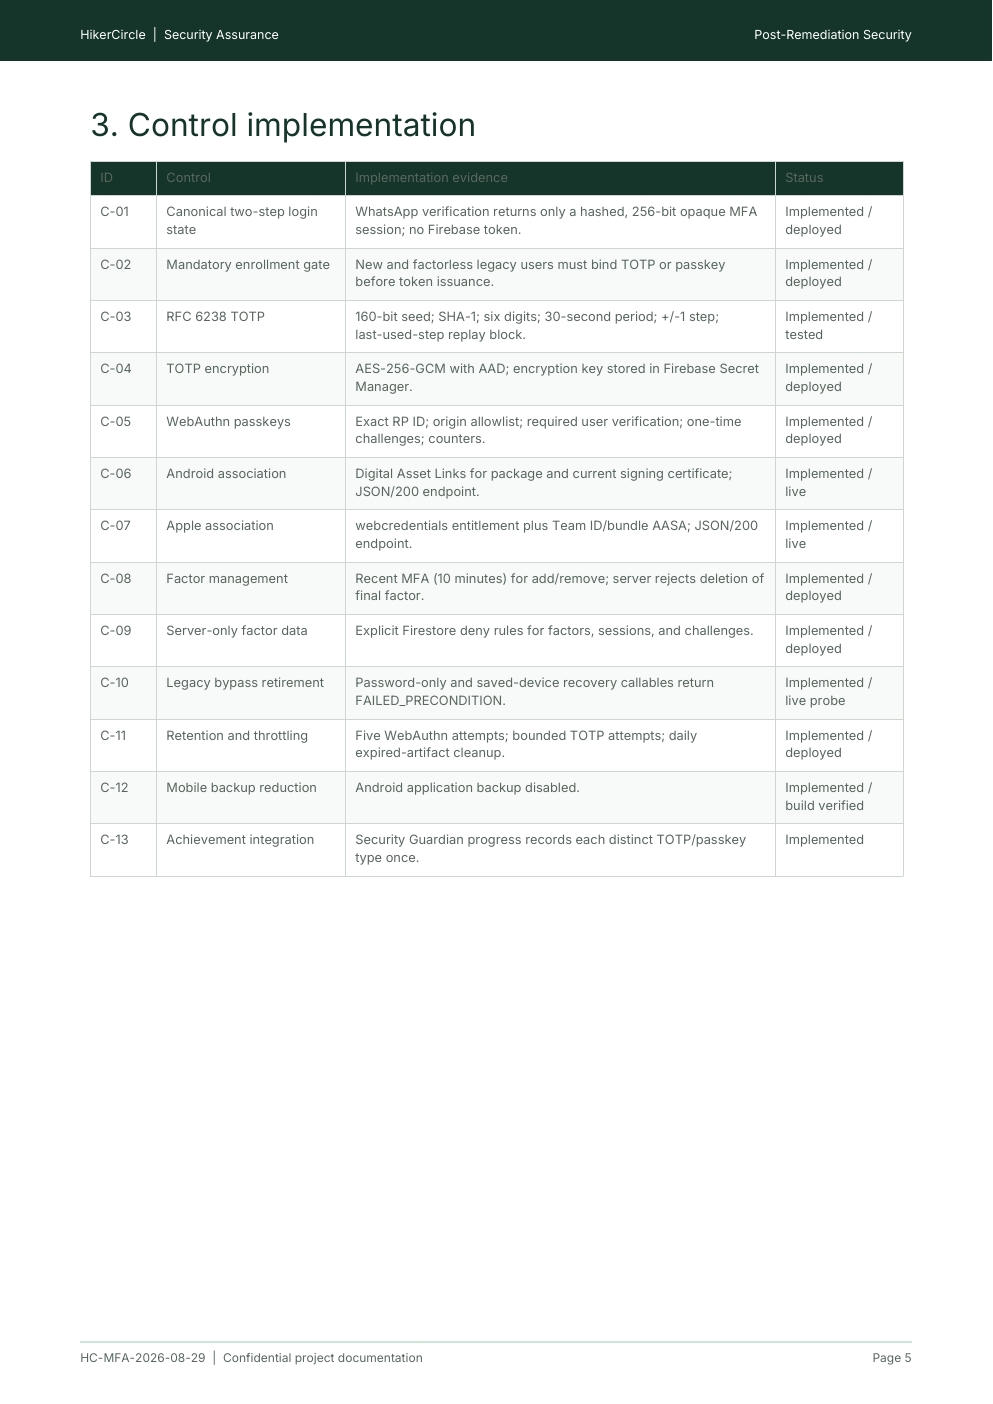 HikerCircle | Security Assurance
Post-Remediation Security
3. Control implementation
ID
Control
Implementation evidence
Status
C-01
Canonical two-step login
state
WhatsApp verification returns only a hashed, 256-bit opaque MFA
session; no Firebase token.
Implemented /
deployed
C-02
Mandatory enrollment gate
New and factorless legacy users must bind TOTP or passkey
before token issuance.
Implemented /
deployed
C-03
RFC 6238 TOTP
160-bit seed; SHA-1; six digits; 30-second period; +/-1 step;
last-used-step replay block.
Implemented /
tested
C-04
TOTP encryption
AES-256-GCM with AAD; encryption key stored in Firebase Secret
Manager.
Implemented /
deployed
C-05
WebAuthn passkeys
Exact RP ID; origin allowlist; required user verification; one-time
challenges; counters.
Implemented /
deployed
C-06
Android association
Digital Asset Links for package and current signing certificate;
JSON/200 endpoint.
Implemented /
live
C-07
Apple association
webcredentials entitlement plus Team ID/bundle AASA; JSON/200
endpoint.
Implemented /
live
C-08
Factor management
Recent MFA (10 minutes) for add/remove; server rejects deletion of
final factor.
Implemented /
deployed
C-09
Server-only factor data
Explicit Firestore deny rules for factors, sessions, and challenges.
Implemented /
deployed
C-10
Legacy bypass retirement
Password-only and saved-device recovery callables return
FAILED_PRECONDITION.
Implemented /
live probe
C-11
Retention and throttling
Five WebAuthn attempts; bounded TOTP attempts; daily
expired-artifact cleanup.
Implemented /
deployed
C-12
Mobile backup reduction
Android application backup disabled.
Implemented /
build verified
C-13
Achievement integration
Security Guardian progress records each distinct TOTP/passkey
type once.
Implemented
HC-MFA-2026-08-29 | Confidential project documentation
Page 5